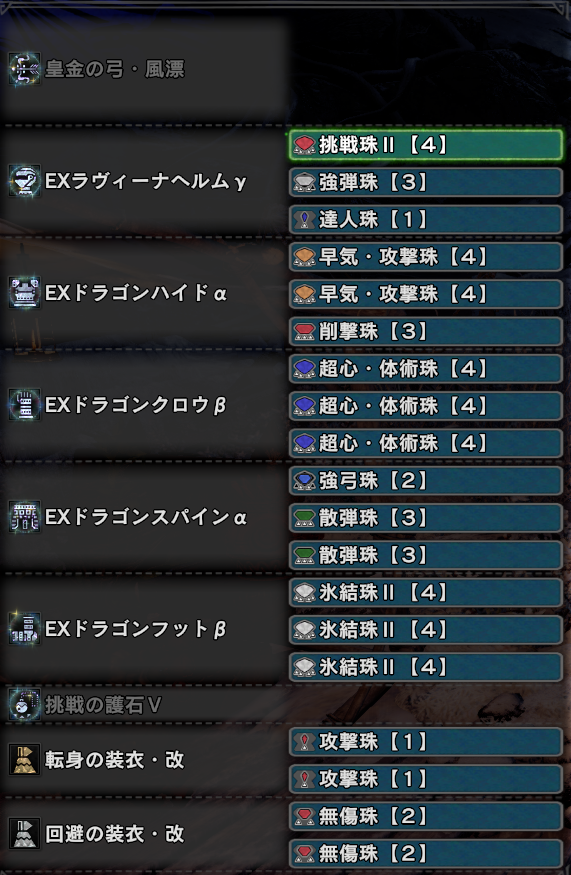 皇金の弓・風漂
EXラヴィーナヘルムγ
挑戦珠Ⅱ【4】
強弾珠【3】
達人珠【1】
EXドラゴンハイドα
早気・攻撃珠【4】
早気・攻撃珠【4】
削撃珠【3】
EXドラゴンクロウβ
超心・体術珠【4】
超心・体術珠【4】
超心・体術珠【4】
EXドラゴンスパインα
強弓珠【2】
散弾珠【3】
散弾珠【3】
EXドラゴンフットβ
氷結珠Ⅱ【4】
氷結珠Ⅱ【4】
氷結珠Ⅱ【4】
挑戦の護石Ⅴ
転身の装衣・改
攻撃珠【1】
攻撃珠【1】
回避の装衣・改
無傷珠【2】
無傷珠【2】